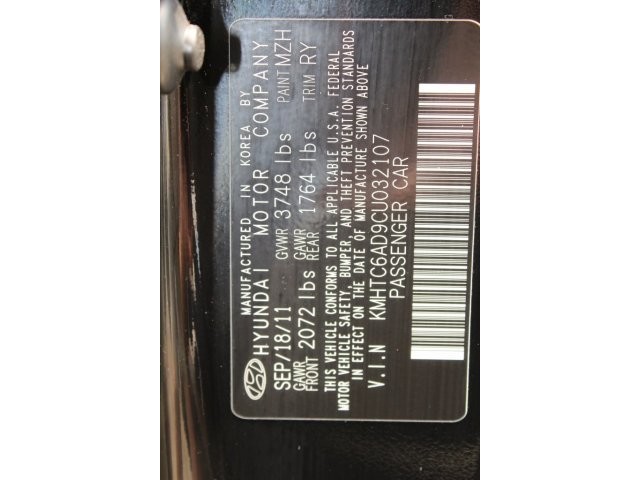 MANUFACTURED IN KOREA BY
HYUNDAI MOTOR COMPANY
SEP/18/11 GVWR 3748 lbs PAINT MZH
GAWR FRONT 2072 lbs GAWR REAR 1764 lbs TRIM RY
THIS VEHICLE CONFORMS TO ALL APPLICABLE U.S.A. FEDERAL
MOTOR VEHICLE SAFETY, BUMPER, AND THEFT PREVENTION STANDARDS
IN EFFECT ON THE DATE OF MANUFACTURE SHOWN ABOVE
V.I.N KMHTC6AD9CU032107
PASSENGER CAR